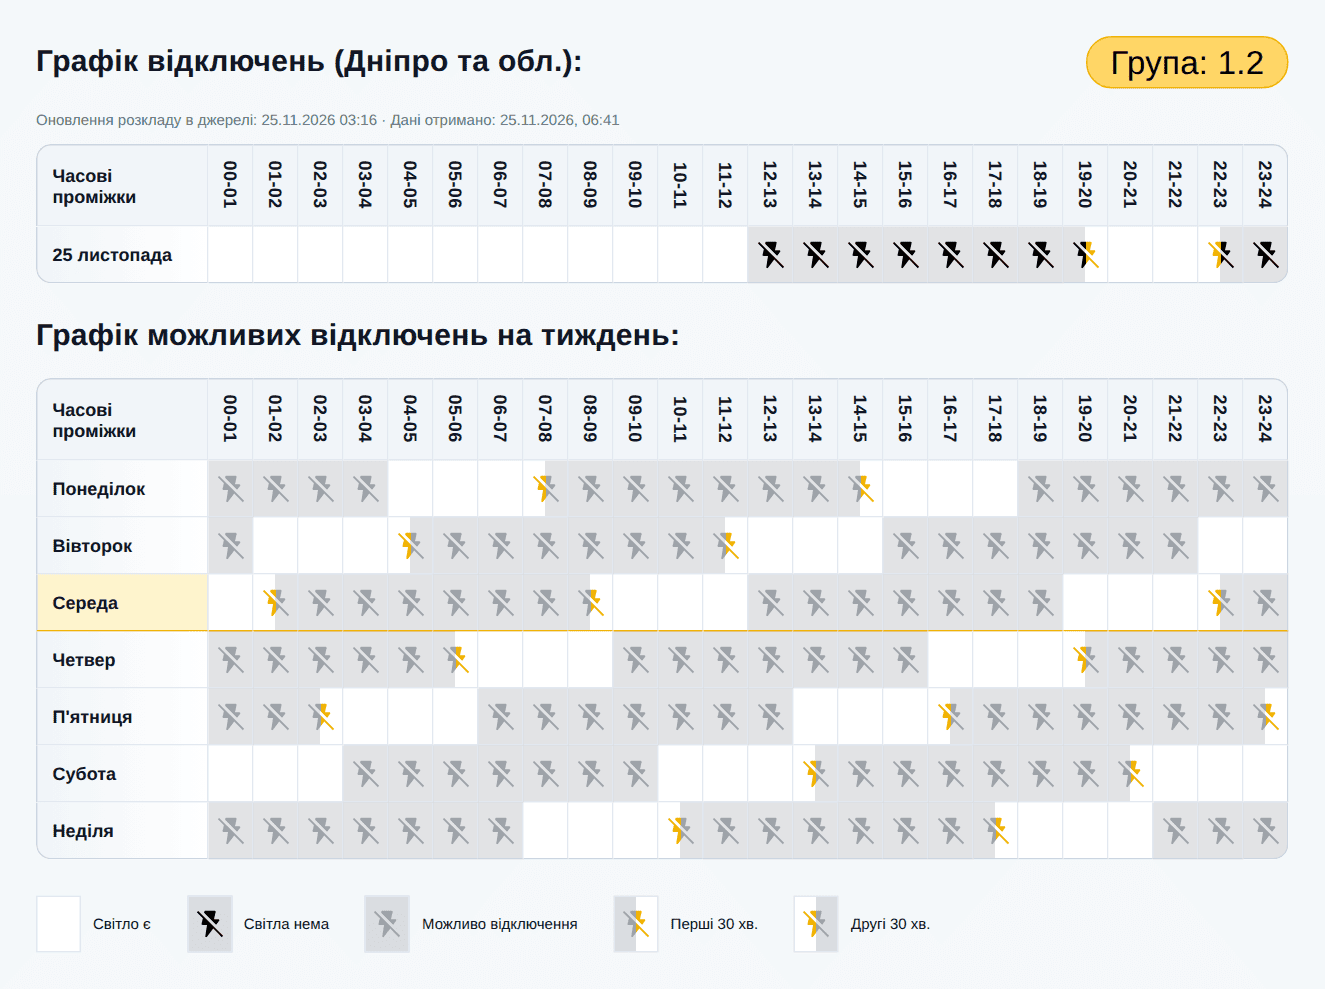 Графік відключень (Дніпро та обл.):
Група: 1.2
Оновлення розкладу в джерелі: 25.11.2026 03:16 · Дані отримано: 25.11.2026, 06:41
Часові
проміжки
00-01 01-02 02-03 03-04 04-05 05-06 06-07 07-08 08-09 09-10 10-11 11-12 12-13 13-14 14-15 15-16 16-17 17-18 18-19 19-20 20-21 21-22 22-23 23-24
25 листопада
Графік можливих відключень на тиждень:
Часові
проміжки
00-01 01-02 02-03 03-04 04-05 05-06 06-07 07-08 08-09 09-10 10-11 11-12 12-13 13-14 14-15 15-16 16-17 17-18 18-19 19-20 20-21 21-22 22-23 23-24
Понеділок
Вівторок
Середа
Четвер
П'ятниця
Субота
Неділя
Світло є
Світла нема
Можливо відключення
Перші 30 хв.
Другі 30 хв.